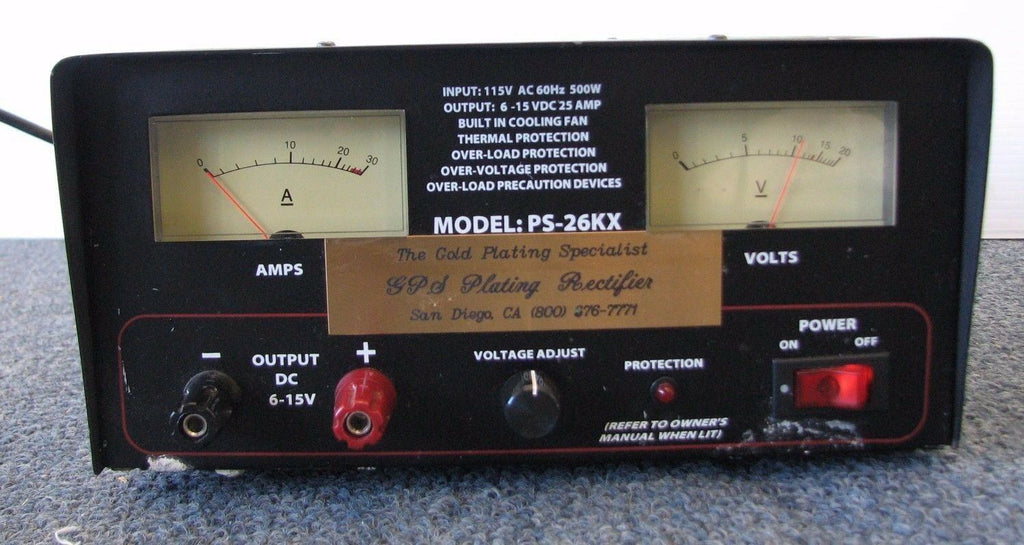 INPUT: 115V AC 60Hz 500W
OUTPUT: 6 -15 VDC 25 AMP
BUILT IN COOLING FAN
THERMAL PROTECTION
OVER-LOAD PROTECTION
OVER-VOLTAGE PROTECTION
OVER-LOAD PRECAUTION DEVICES
MODEL: PS-26KX
0 10 20 30
A
0 5 10 15 20
V
AMPS
VOLTS
The Gold Plating Specialist
GPS Plating Rectifier
San Diego, CA (800) 376-7771
−
OUTPUT
DC
6-15V
+
VOLTAGE ADJUST
PROTECTION
(REFER TO OWNER'S
MANUAL WHEN LIT)
POWER
ON OFF